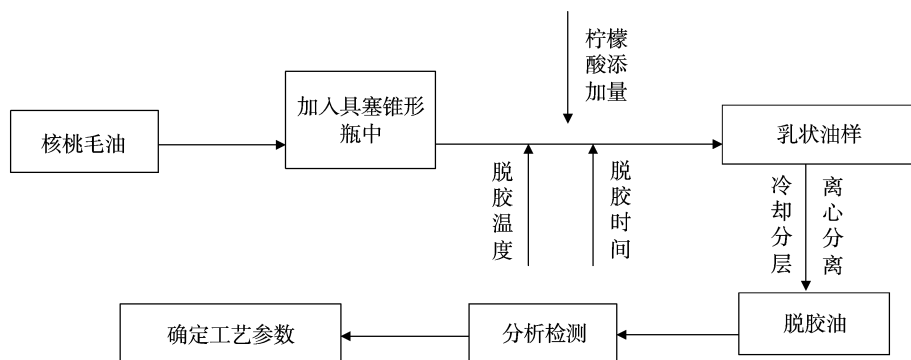 柠檬
酸添
加量
核桃毛油
加入具塞锥形
瓶中
乳状油样
脱胶温度
脱胶时间
冷却分层
离心分离
脱胶油
分析检测
确定工艺参数